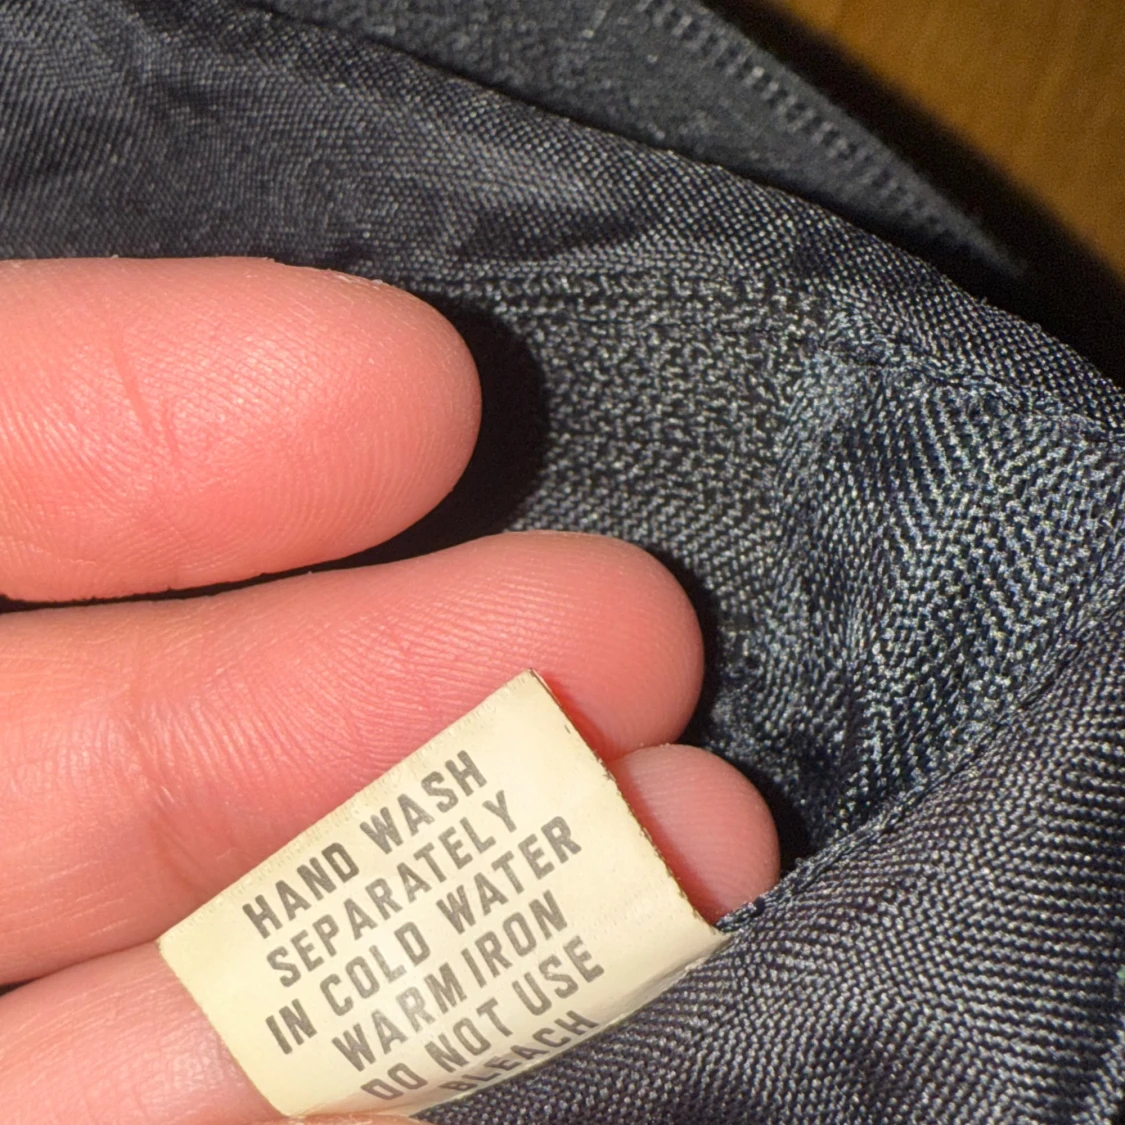 HAND WASH
SEPARATELY
IN COLD WATER
WARM IRON
DO NOT USE
BLEACH